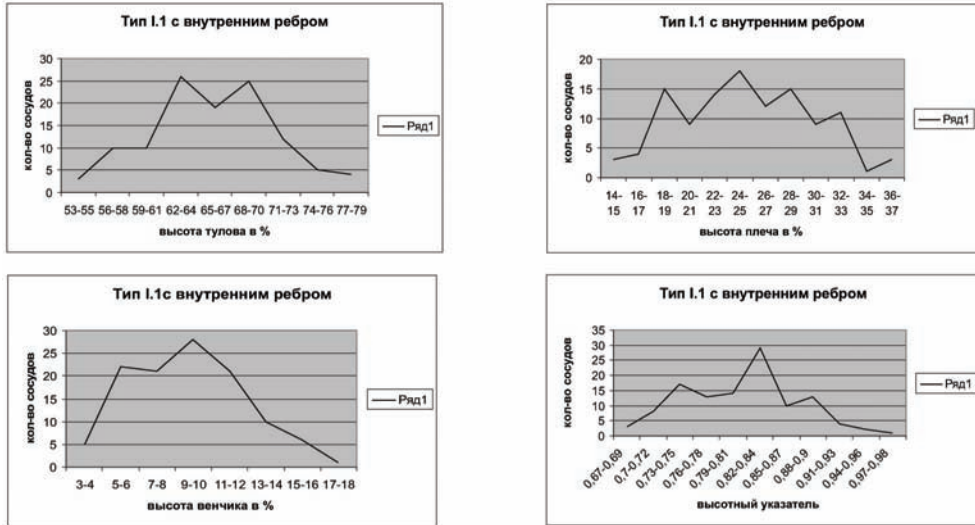 Тип I.1 с внутренним ребром
кол-во сосудов
30
25
20
15
10
5
0
53-55 56-58 59-61 62-64 65-67 68-70 71-73 74-76 77-79
высота тулова в %
Ряд1
Тип I.1 с внутренним ребром
кол-во сосудов
20
15
10
5
0
14- 16- 18- 20- 22- 24- 26- 28- 30- 32- 34- 36-
15 17 19 21 23 25 27 29 31 33 35 37
высота плеча в %
Ряд1
Тип I.1с внутренним ребром
кол-во сосудов
30
25
20
15
10
5
0
3-4 5-6 7-8 9-10 11-12 13-14 15-16 17-18
высота венчика в %
Ряд1
Тип I.1 с внутренним ребром
кол-во сосудов
35
30
25
20
15
10
5
0
0,67-0,69 0,7-0,72 0,73-0,75 0,76-0,78 0,79-0,81 0,82-0,84 0,85-0,87 0,88-0,9 0,91-0,93 0,94-0,96 0,97-0,98
высотный указатель
Ряд1